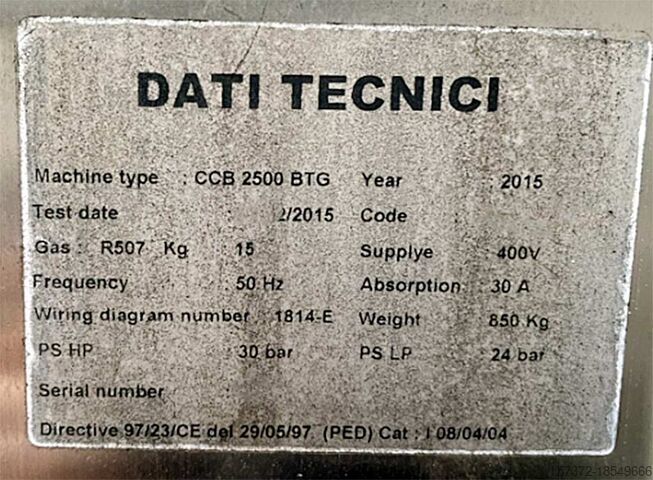 DATI TECNICI
Machine type : CCB 2500 BTG Year : 2015
Test date /2015 Code
Gas : R507 Kg : 15 Supplye : 400V
Frequency : 50 Hz Absorption : 30 A
Wiring diagram number : 1814-E Weight : 850 Kg
PS HP : 30 bar PS LP : 24 bar
Serial number
Directive 97/23/CE del 29/05/97 (PED) Cat : I 08/04/04
57372-18549666